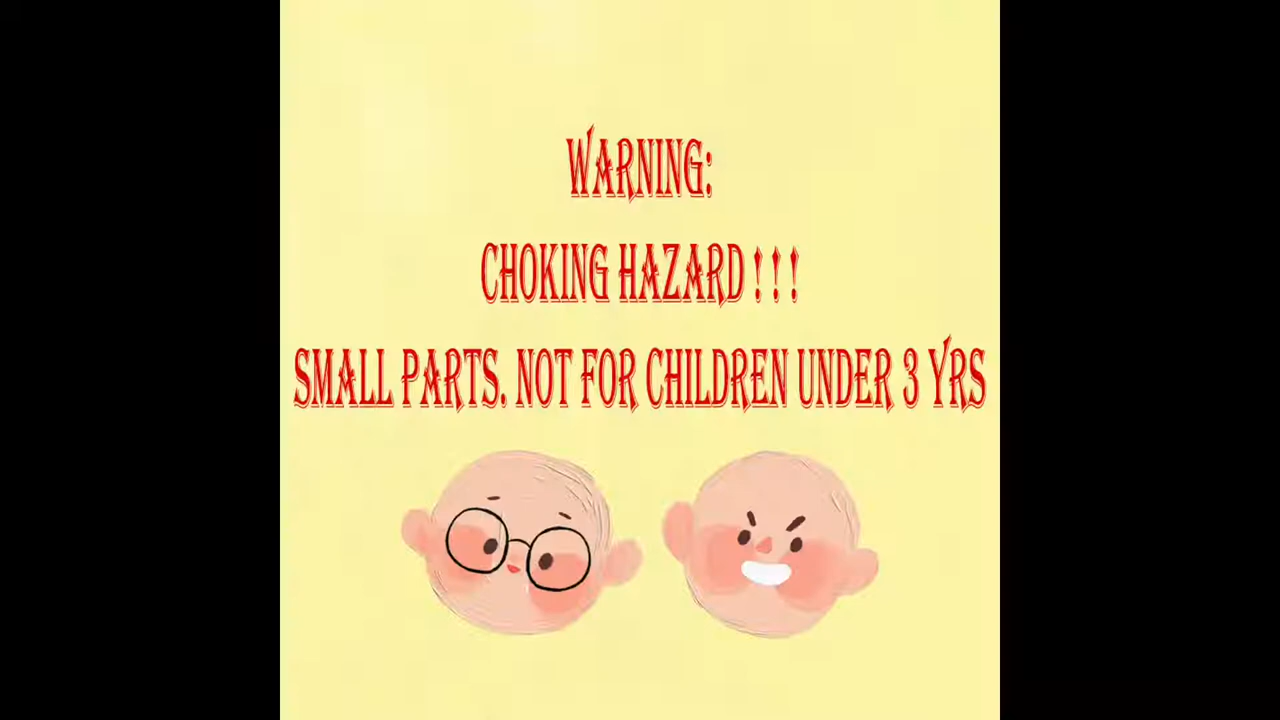 WARNING:
CHOKING HAZARD ! ! !
SMALL PARTS. NOT FOR CHILDREN UNDER 3 YRS